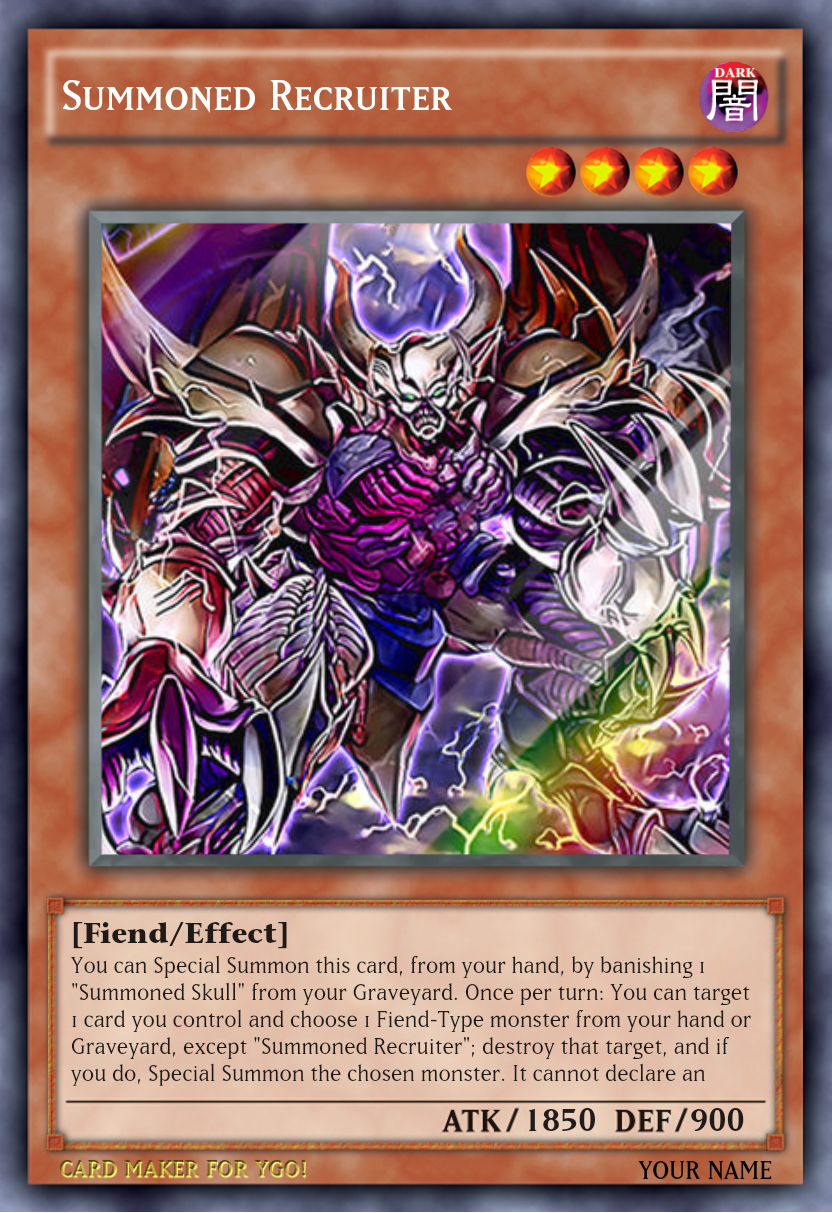 Summoned Recruiter
DARK
闇
[Fiend/Effect]
You can Special Summon this card, from your hand, by banishing 1
"Summoned Skull" from your Graveyard. Once per turn: You can target
1 card you control and choose 1 Fiend-Type monster from your hand or
Graveyard, except "Summoned Recruiter"; destroy that target, and if
you do, Special Summon the chosen monster. It cannot declare an
ATK/1850 DEF/900
CARD MAKER FOR YGO!
YOUR NAME